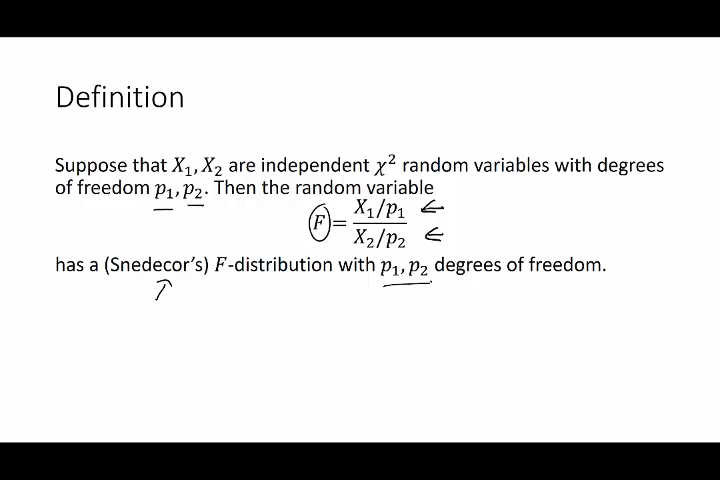 Definition
Suppose that X₁, X₂ are independent χ² random variables with degrees
of freedom p₁, p₂. Then the random variable
F = (X₁/p₁)/(X₂/p₂)
has a (Snedecor's) F-distribution with p₁, p₂ degrees of freedom.